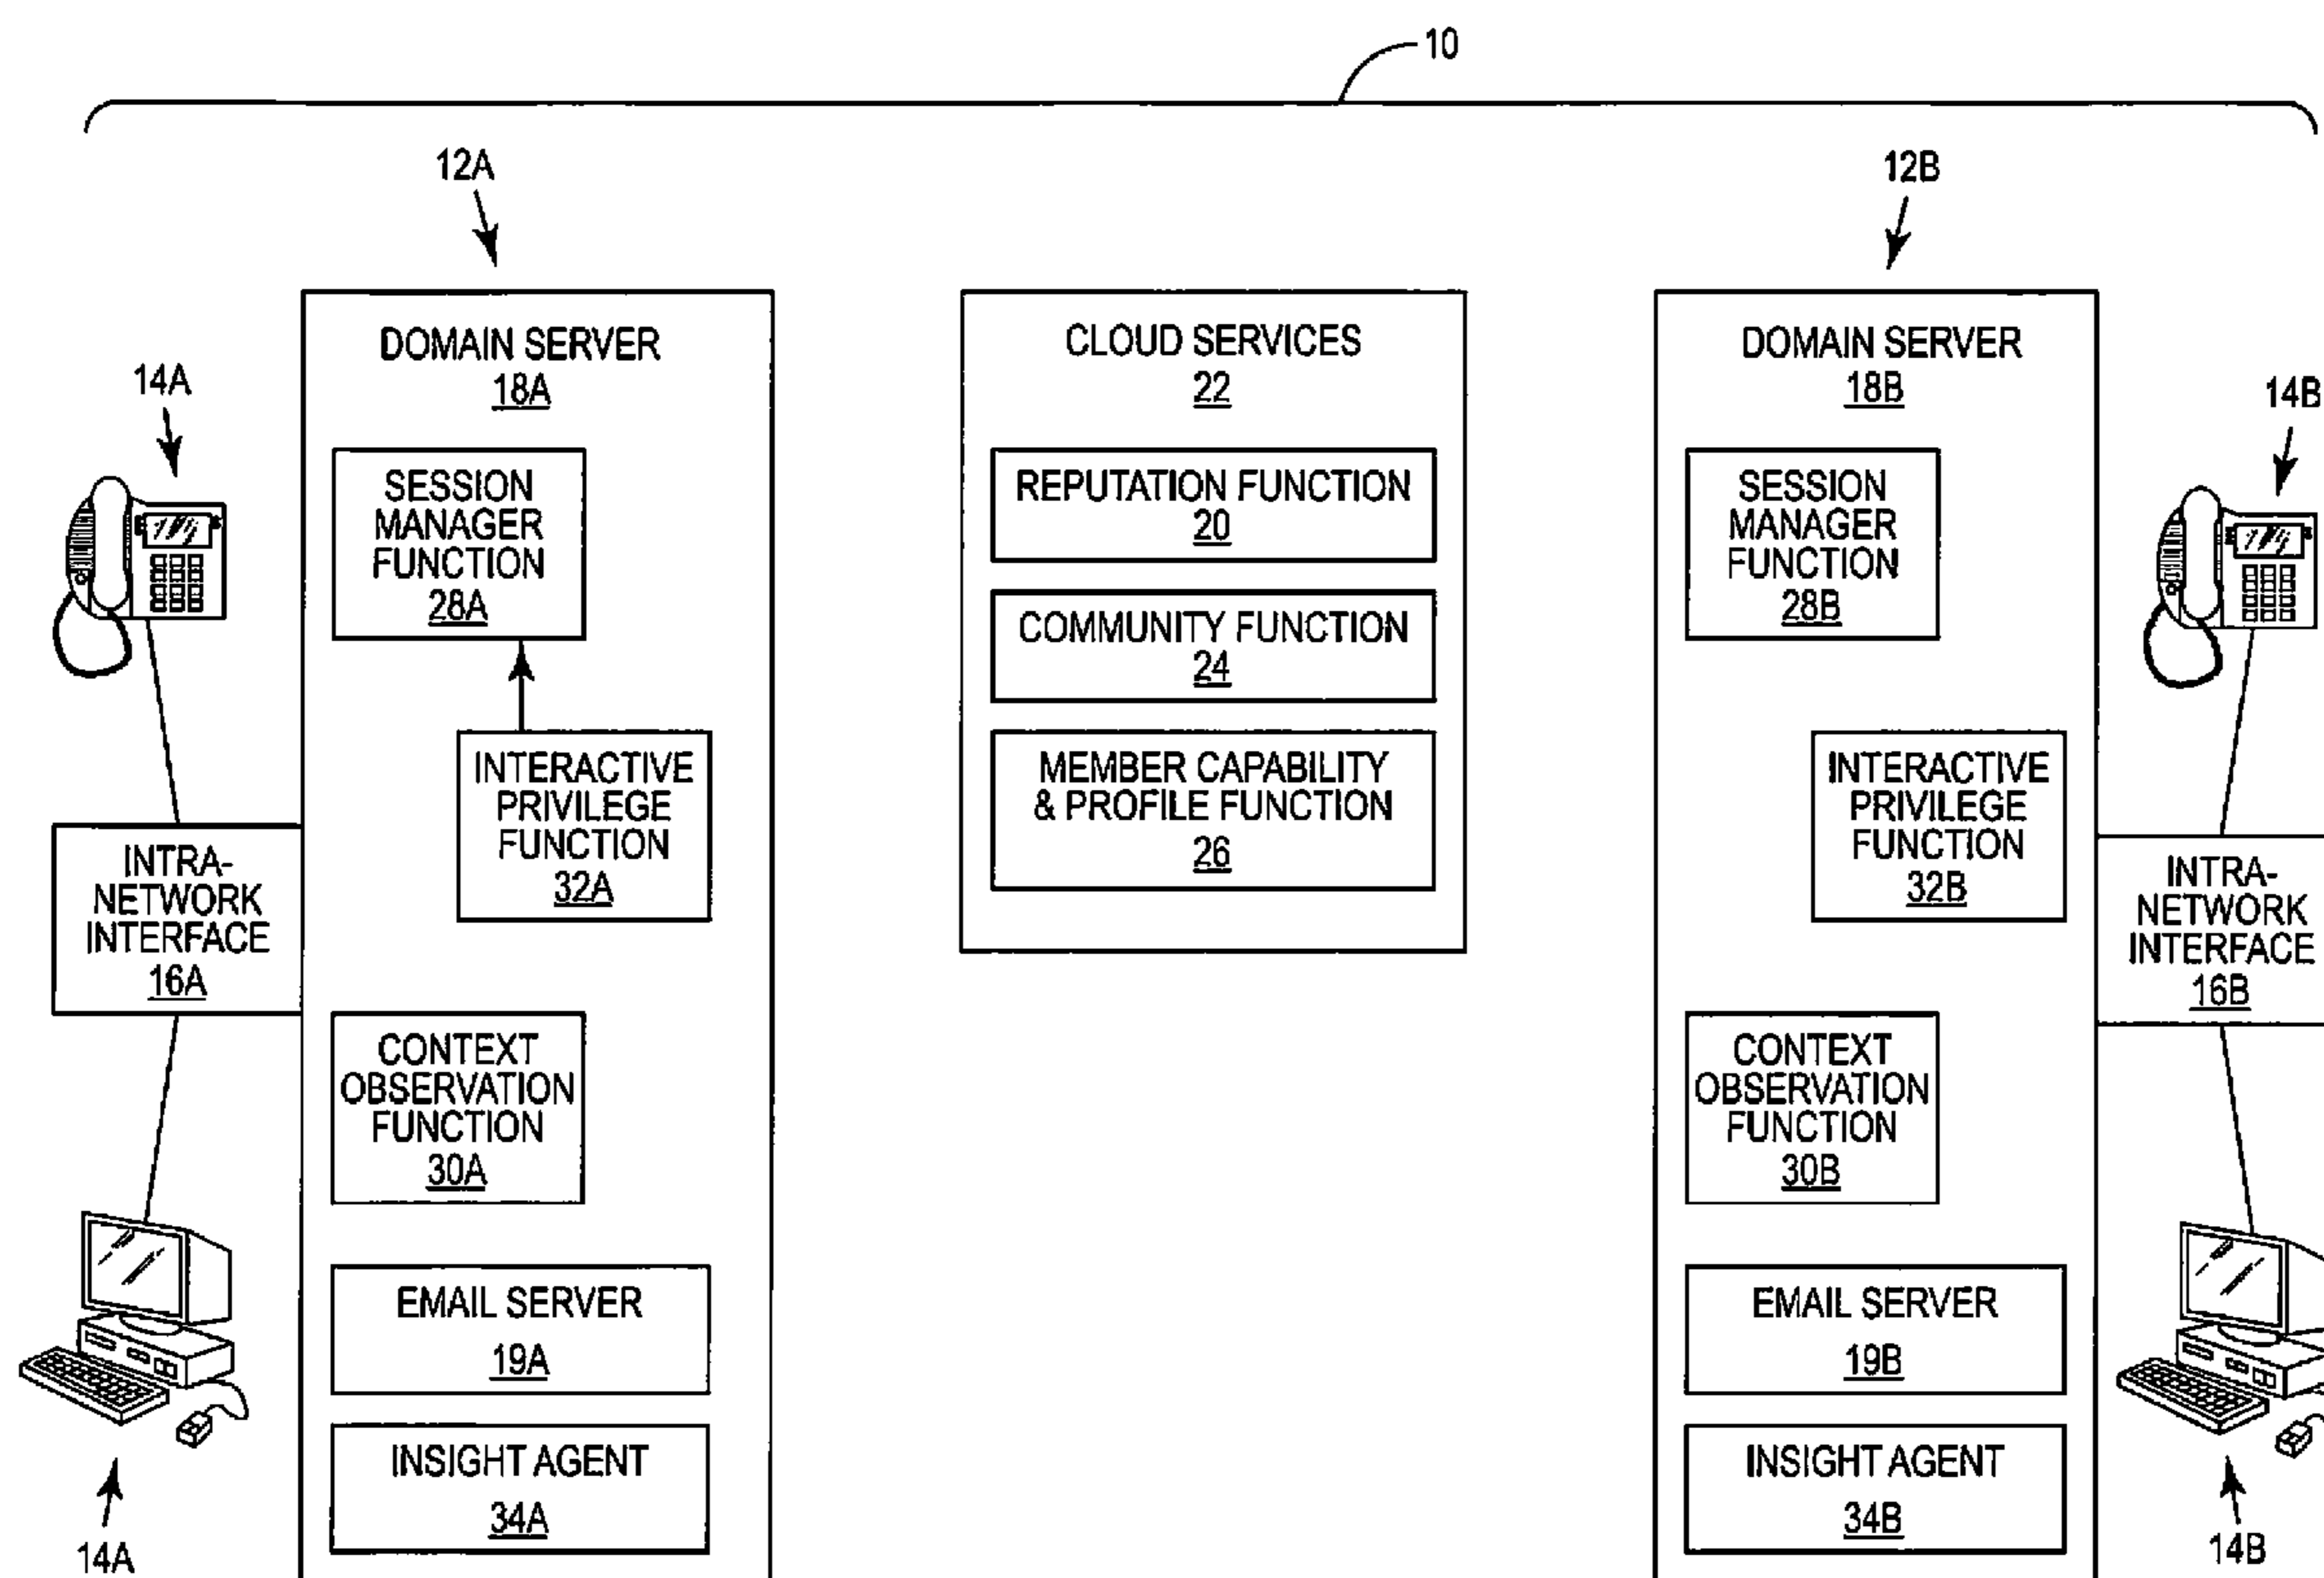 10
12A
12B
DOMAIN SERVER
18A
CLOUD SERVICES
22
DOMAIN SERVER
18B
14A
14B
SESSION
MANAGER
FUNCTION
28A
REPUTATION FUNCTION
20
SESSION
MANAGER
FUNCTION
28B
COMMUNITY FUNCTION
24
INTERACTIVE
PRIVILEGE
FUNCTION
32A
MEMBER CAPABILITY
& PROFILE FUNCTION
26
INTERACTIVE
PRIVILEGE
FUNCTION
32B
INTRA-
NETWORK
INTERFACE
16A
INTRA-
NETWORK
INTERFACE
16B
CONTEXT
OBSERVATION
FUNCTION
30A
CONTEXT
OBSERVATION
FUNCTION
30B
EMAIL SERVER
19A
EMAIL SERVER
19B
INSIGHT AGENT
34A
INSIGHT AGENT
34B
14A
14B